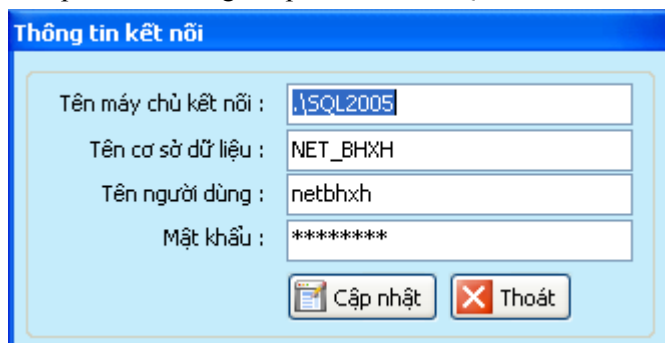 Thông tin kết nối
Tên máy chủ kết nối : .\SQL2005
Tên cơ sở dữ liệu : NET_BHXH
Tên người dùng : netbhxh
Mật khẩu : ********
Cập nhật Thoát